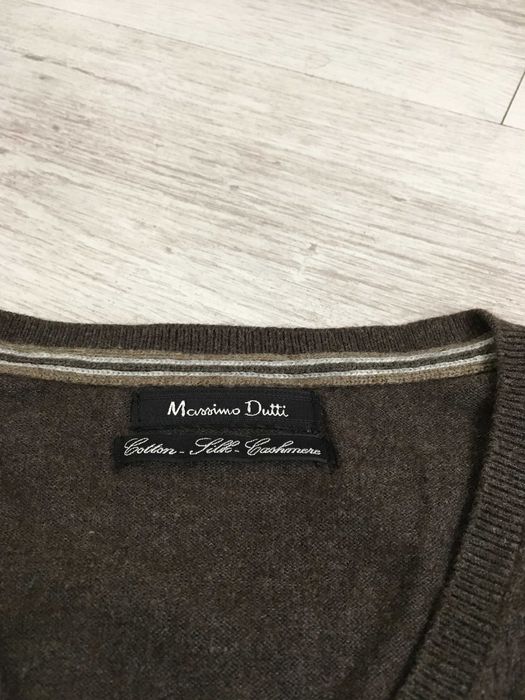 Massimo Dutti
Cotton - Silk - Cashmere